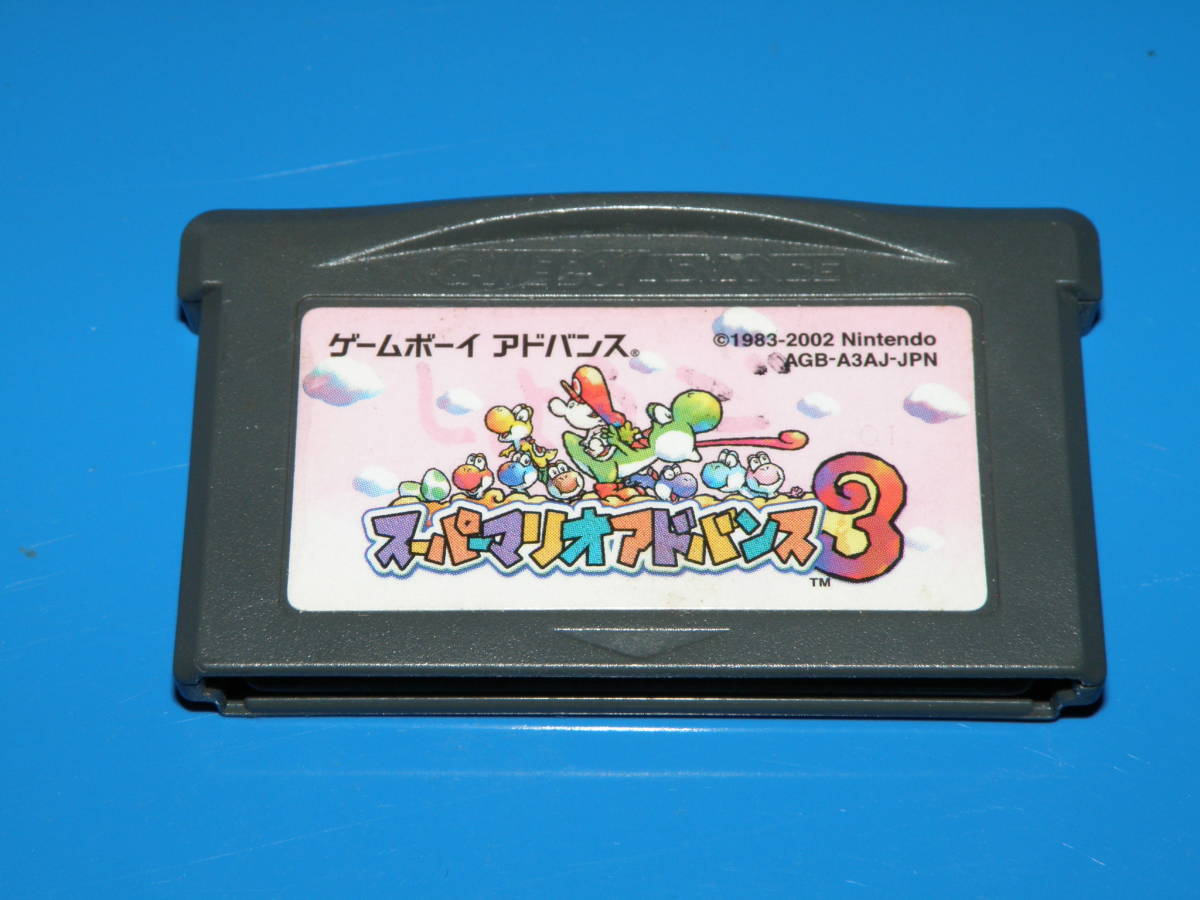 GAME BOY ADVANCE
ゲームボーイ アドバンス®
©1983-2002 Nintendo
AGB-A3AJ-JPN
01
スーパーマリオアドバンス3
TM